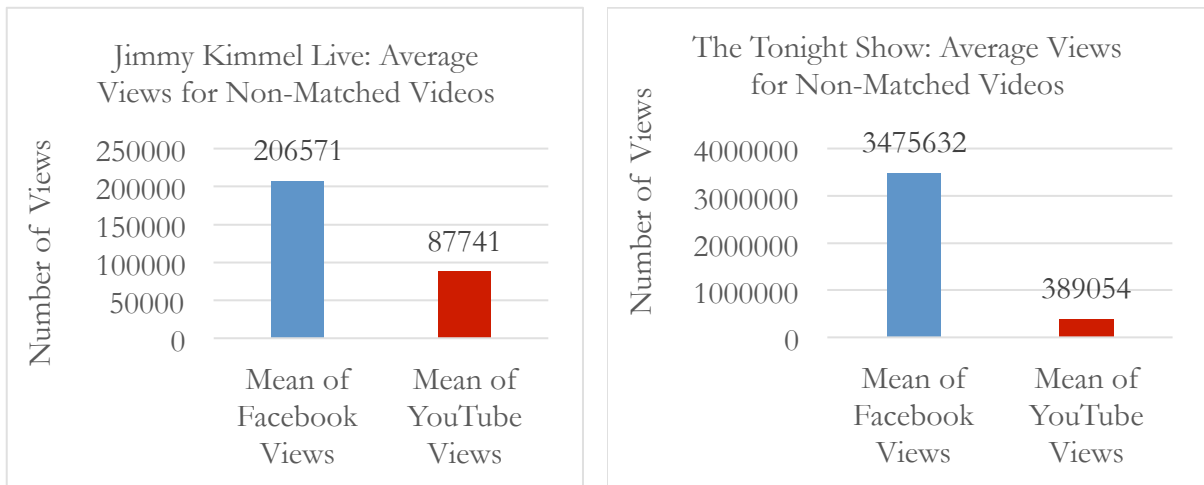 Jimmy Kimmel Live: Average
Views for Non-Matched Videos
Number of Views
250000
200000
150000
100000
50000
0
206571
87741
Mean of
Facebook
Views
Mean of
YouTube
Views
The Tonight Show: Average Views
for Non-Matched Videos
Number of Views
4000000
3000000
2000000
1000000
0
3475632
389054
Mean of
Facebook
Views
Mean of
YouTube
Views